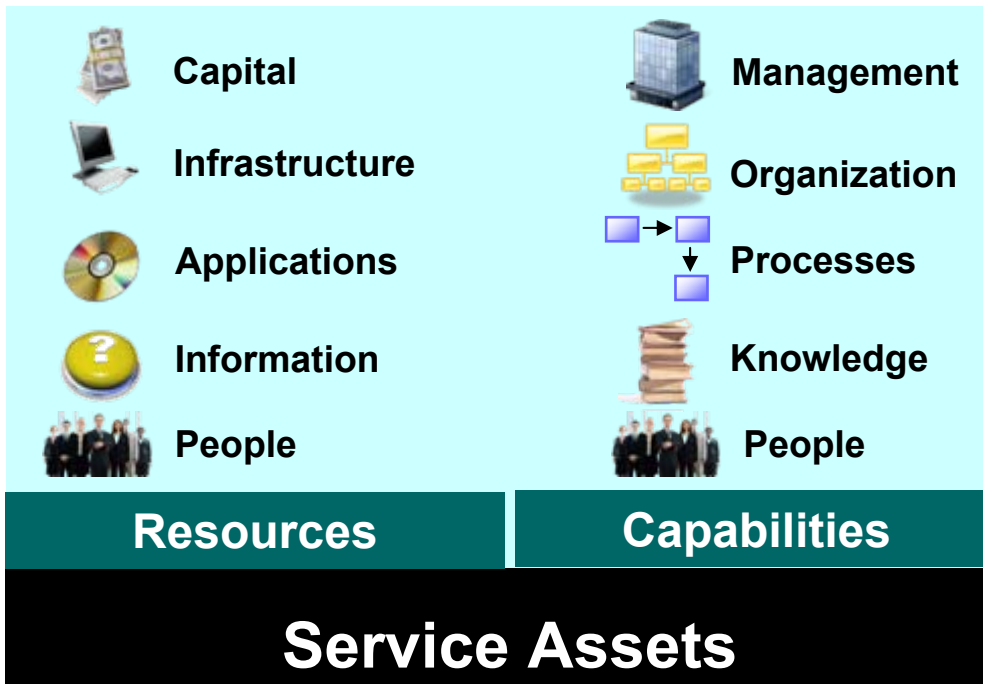 Capital
Infrastructure
Applications
Information
People
Resources
Management
Organization
Processes
Knowledge
People
Capabilities
Service Assets